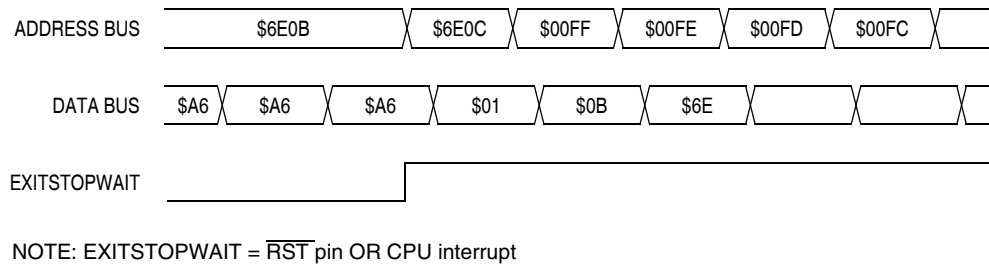 ADDRESS BUS $6E0B $6E0C $00FF $00FE $00FD $00FC
DATA BUS $A6 $A6 $A6 $01 $0B $6E
EXITSTOPWAIT
NOTE: EXITSTOPWAIT = R̅S̅T̅ pin OR CPU interrupt